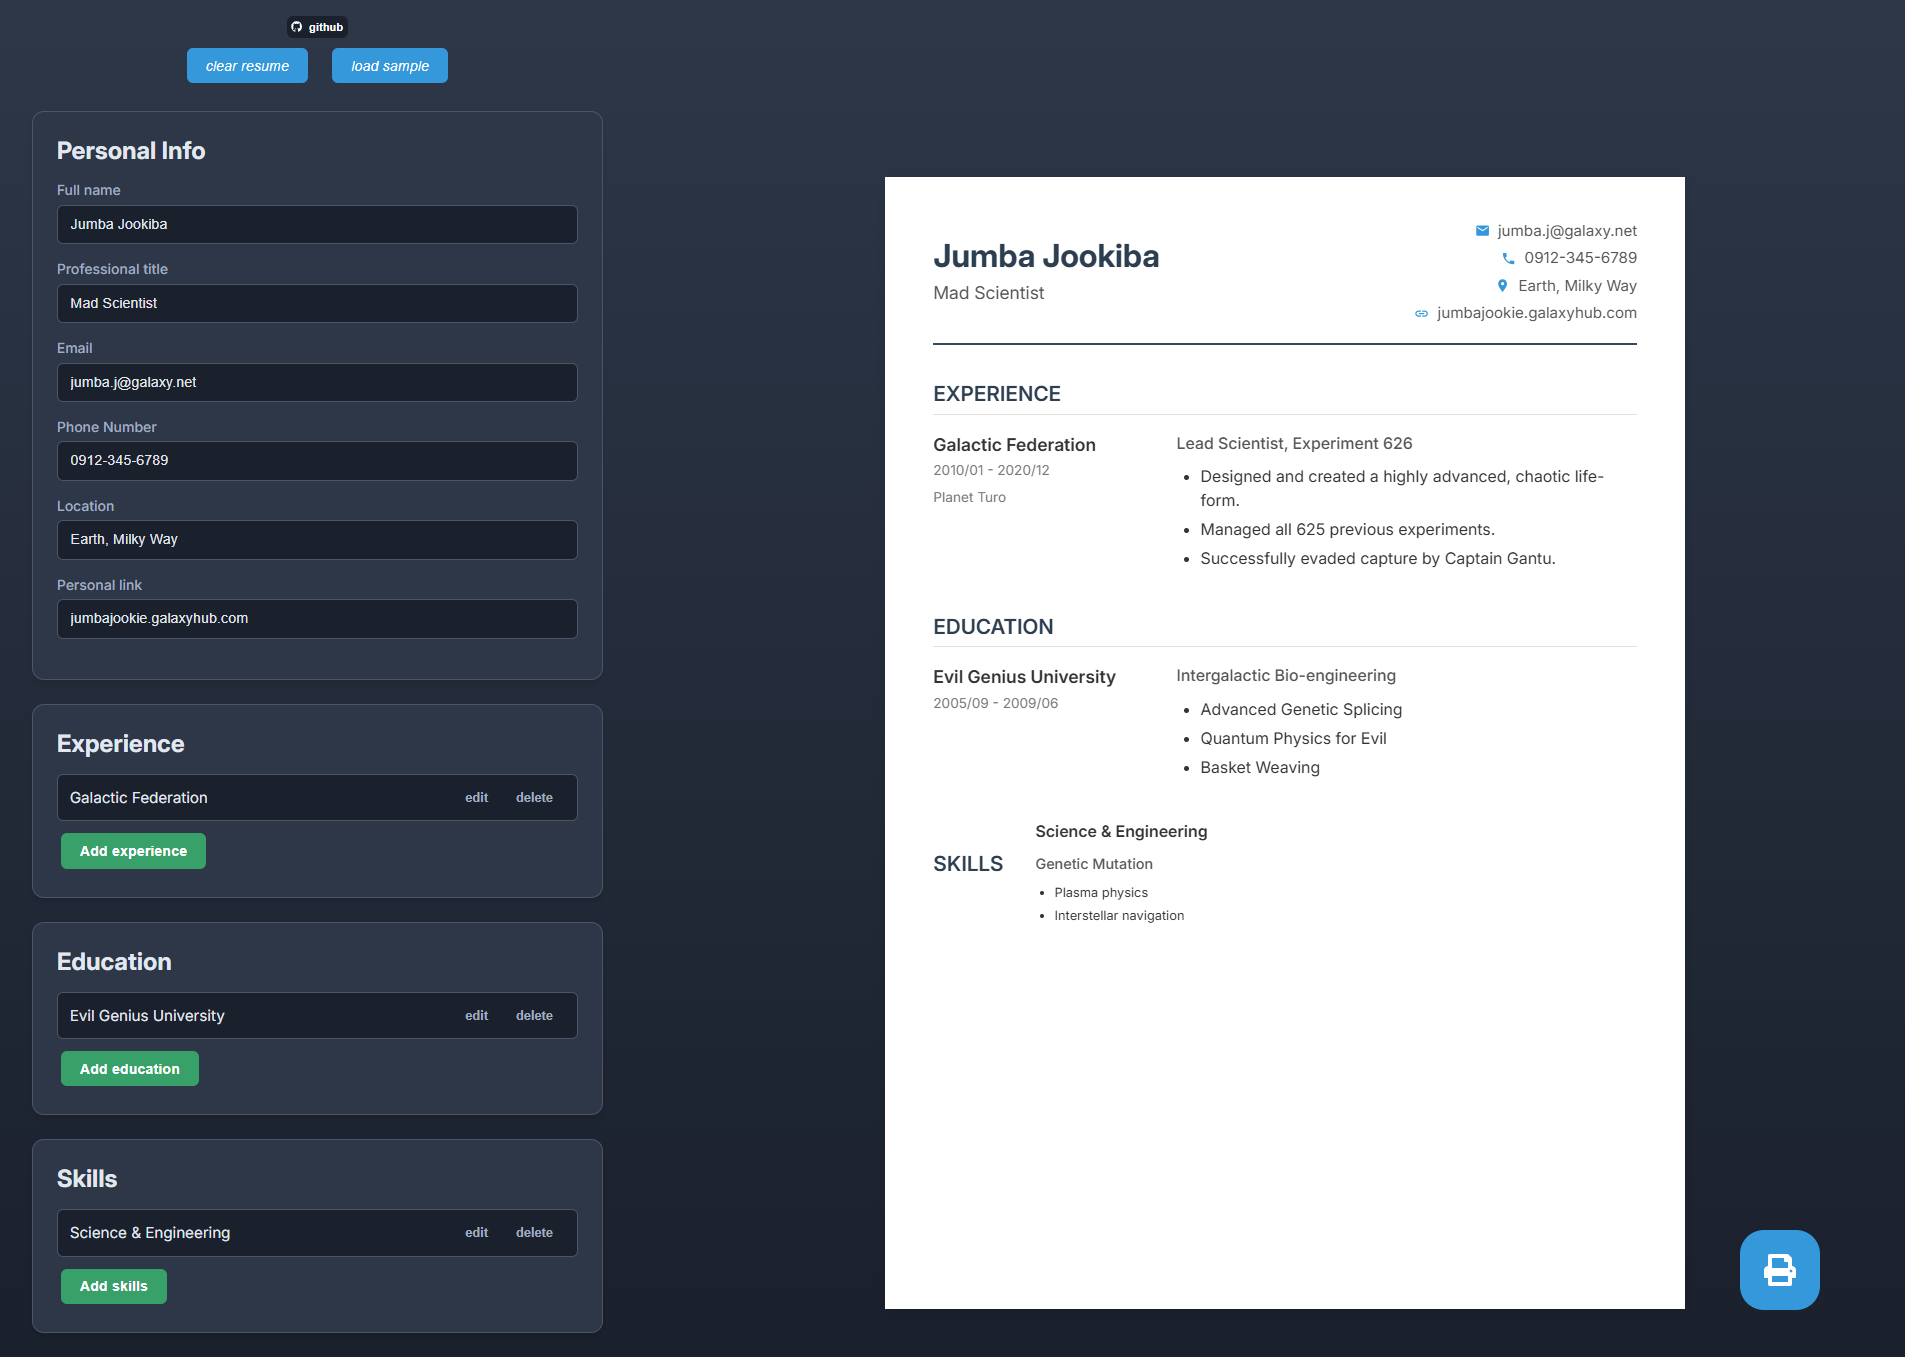 github
clear resume
load sample
Personal Info
Full name
Jumba Jookiba
Professional title
Mad Scientist
Email
jumba.j@galaxy.net
Phone Number
0912-345-6789
Location
Earth, Milky Way
Personal link
jumbajookie.galaxyhub.com
Experience
Galactic Federation edit delete
Add experience
Education
Evil Genius University edit delete
Add education
Skills
Science & Engineering edit delete
Add skills
Jumba Jookiba
Mad Scientist
jumba.j@galaxy.net
0912-345-6789
Earth, Milky Way
jumbajookie.galaxyhub.com
EXPERIENCE
Galactic Federation
2010/01 - 2020/12
Planet Turo
Lead Scientist, Experiment 626
• Designed and created a highly advanced, chaotic life-
form.
• Managed all 625 previous experiments.
• Successfully evaded capture by Captain Gantu.
EDUCATION
Evil Genius University
2005/09 - 2009/06
Intergalactic Bio-engineering
• Advanced Genetic Splicing
• Quantum Physics for Evil
• Basket Weaving
SKILLS
Science & Engineering
Genetic Mutation
• Plasma physics
• Interstellar navigation